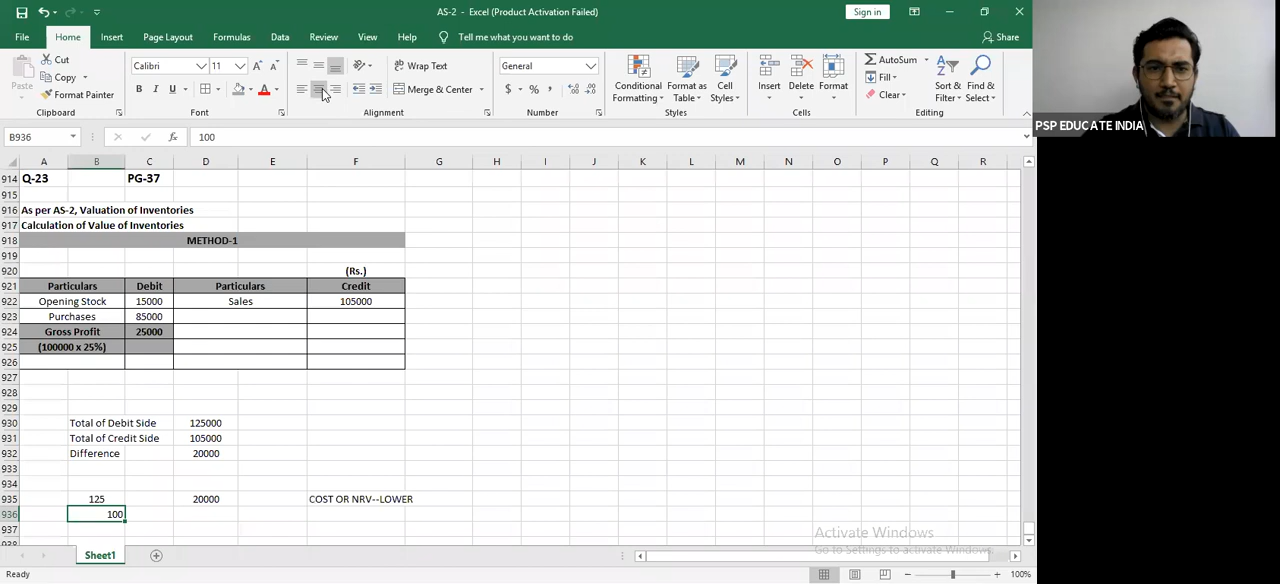 AS-2 - Excel (Product Activation Failed)
Sign in
File Home Insert Page Layout Formulas Data Review View Help Tell me what you want to do Share
Paste
Cut
Copy
Format Painter
Clipboard
Calibri 11
B I U
Font
Wrap Text
Merge & Center
Alignment
General
$ % ,
Number
Conditional Formatting
Format as Table
Cell Styles
Styles
Insert Delete Format
Cells
AutoSum
Fill
Clear
Sort & Filter
Find & Select
Editing
PSP EDUCATE INDIA
B936 fx 100
A B C D E F G H I J K L M N O P Q R
914 Q-23 PG-37
915
916 As per AS-2, Valuation of Inventories
917 Calculation of Value of Inventories
918 METHOD-1
919
920 (Rs.)
921 Particulars Debit Particulars Credit
922 Opening Stock 15000 Sales 105000
923 Purchases 85000
924 Gross Profit 25000
925 (100000 x 25%)
926
927
928
929
930 Total of Debit Side 125000
931 Total of Credit Side 105000
932 Difference 20000
933
934
935 125 20000 COST OR NRV--LOWER
936 100
937
Activate Windows
Go to Settings to activate Windows.
Sheet1
Ready
100%